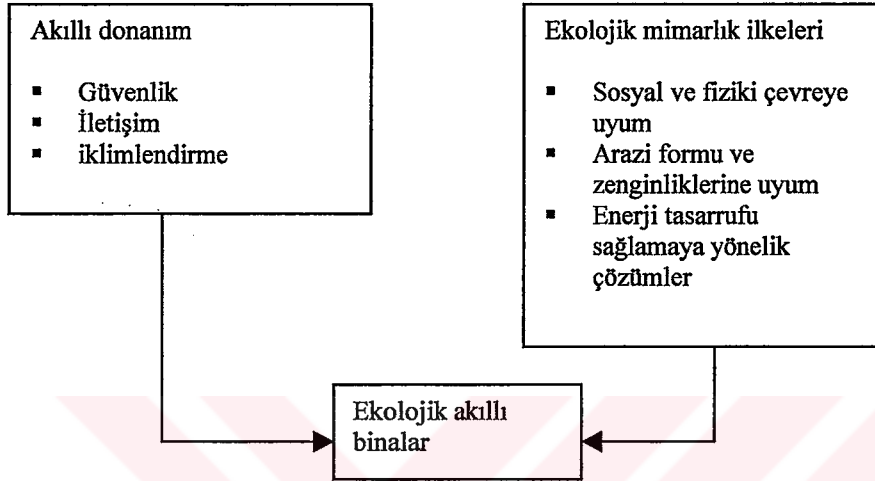 Akıllı donanım
▪ Güvenlik
▪ İletişim
▪ iklimlendirme
Ekolojik mimarlık ilkeleri
▪ Sosyal ve fiziki çevreye
uyum
▪ Arazi formu ve
zenginliklerine uyum
▪ Enerji tasarrufu
sağlamaya yönelik
çözümler
Ekolojik akıllı
binalar